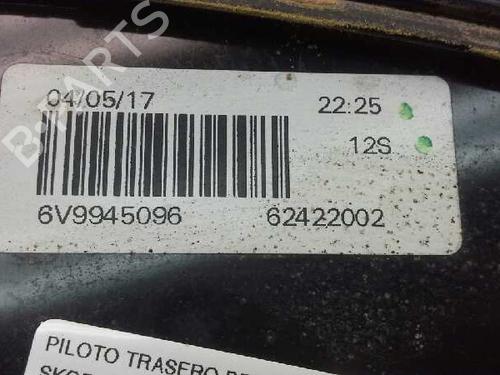 B-PARTS
04/05/17 22:25
12S
6V9945096 62422002
PILOTO TRASERO